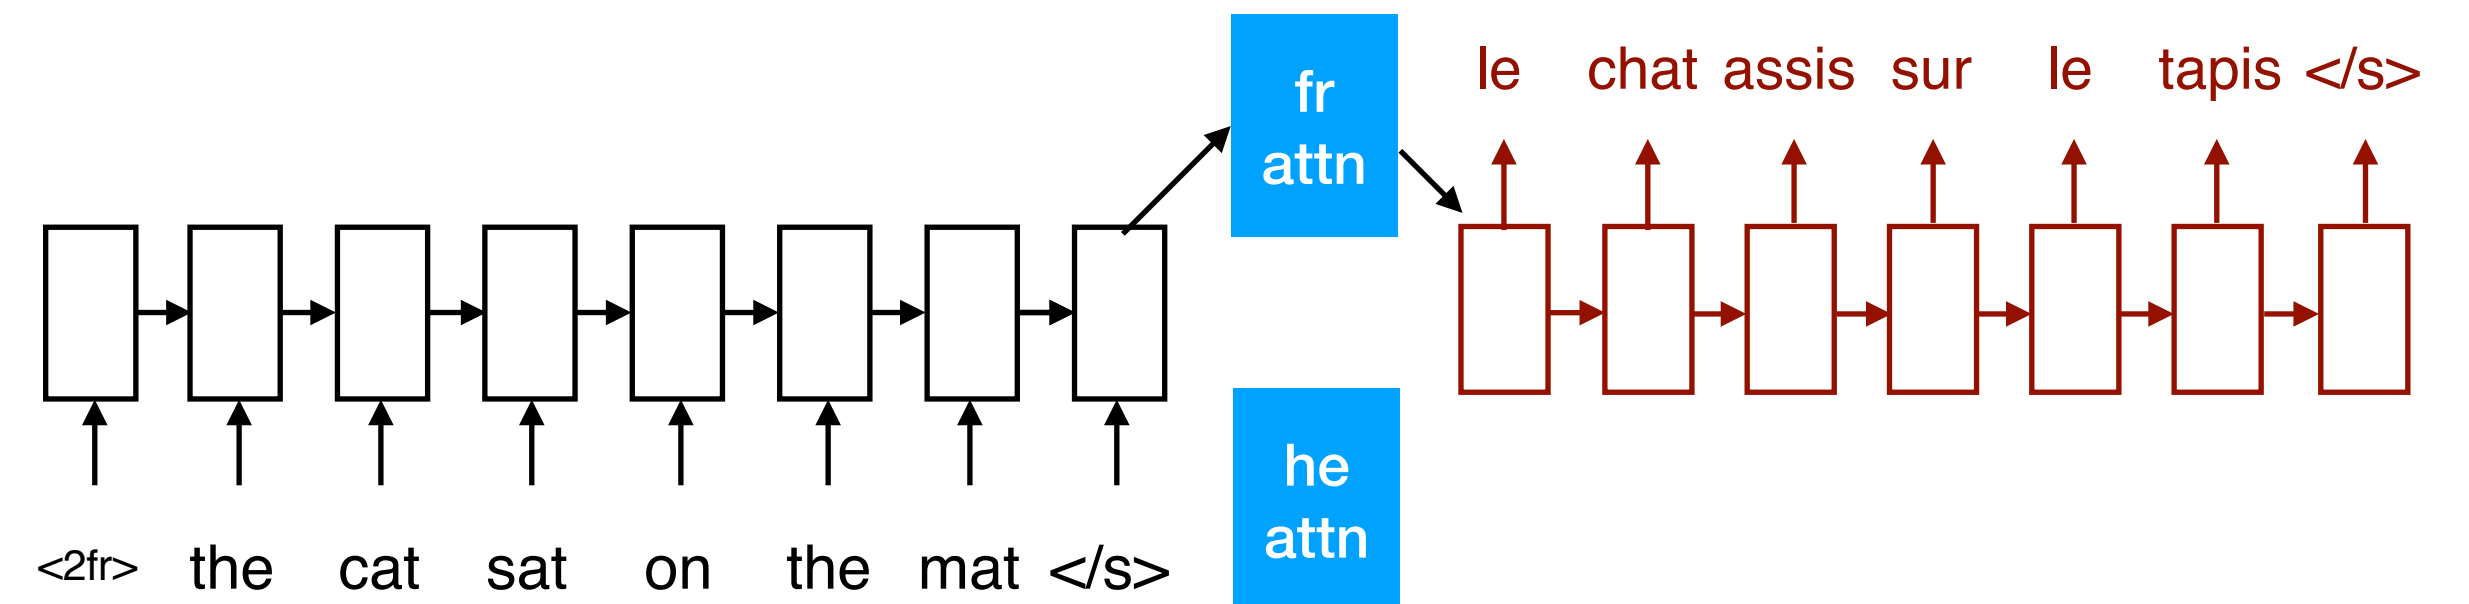 le chat assis sur le tapis </s>
fr
attn
he
attn
<2fr> the cat sat on the mat </s>